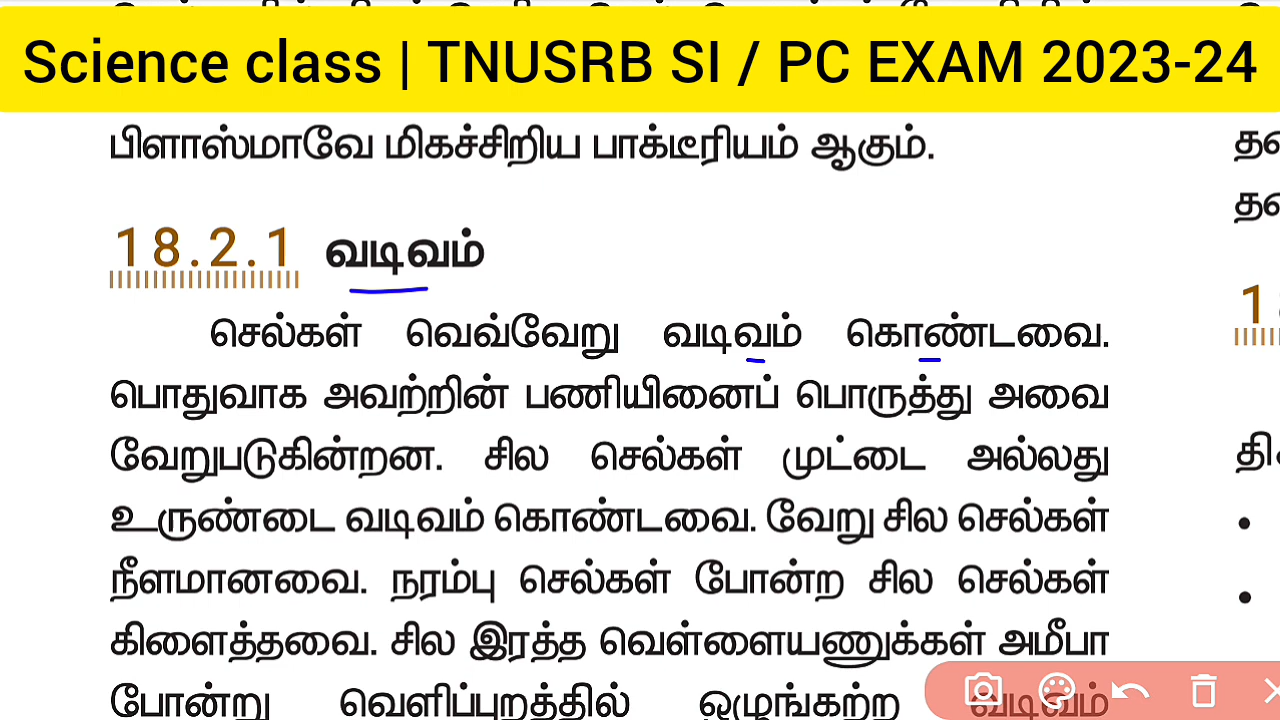 Science class | TNUSRB SI / PC EXAM 2023-24
பிளாஸ்மாவே மிகச்சிறிய பாக்டீரியம் ஆகும்.
18.2.1 வடிவம்
செல்கள் வெவ்வேறு வடிவம் கொண்டவை.
பொதுவாக அவற்றின் பணியினைப் பொருத்து அவை
வேறுபடுகின்றன. சில செல்கள் முட்டை அல்லது
உருண்டை வடிவம் கொண்டவை. வேறு சில செல்கள்
நீளமானவை. நரம்பு செல்கள் போன்ற சில செல்கள்
கிளைத்தவை. சில இரத்த வெள்ளையணுக்கள் அமீபா
போன்று வெளிப்புறத்தில் ஒழுங்கற்ற வடிவம்